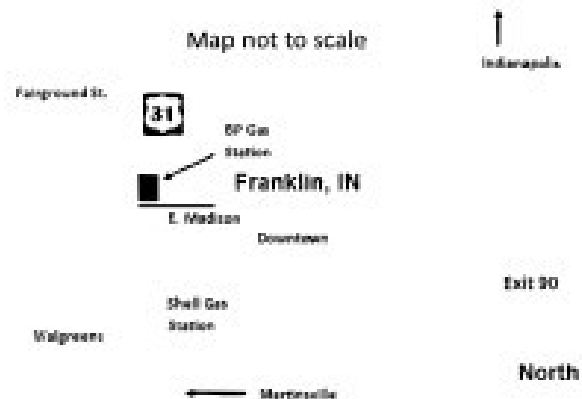 Map not to scale
Indianapolis
Fairground St.
31
BP Gas
Station
Franklin, IN
E. Madison
Downtown
Exit 90
Shell Gas
Station
Walgreens
North
Martinsville